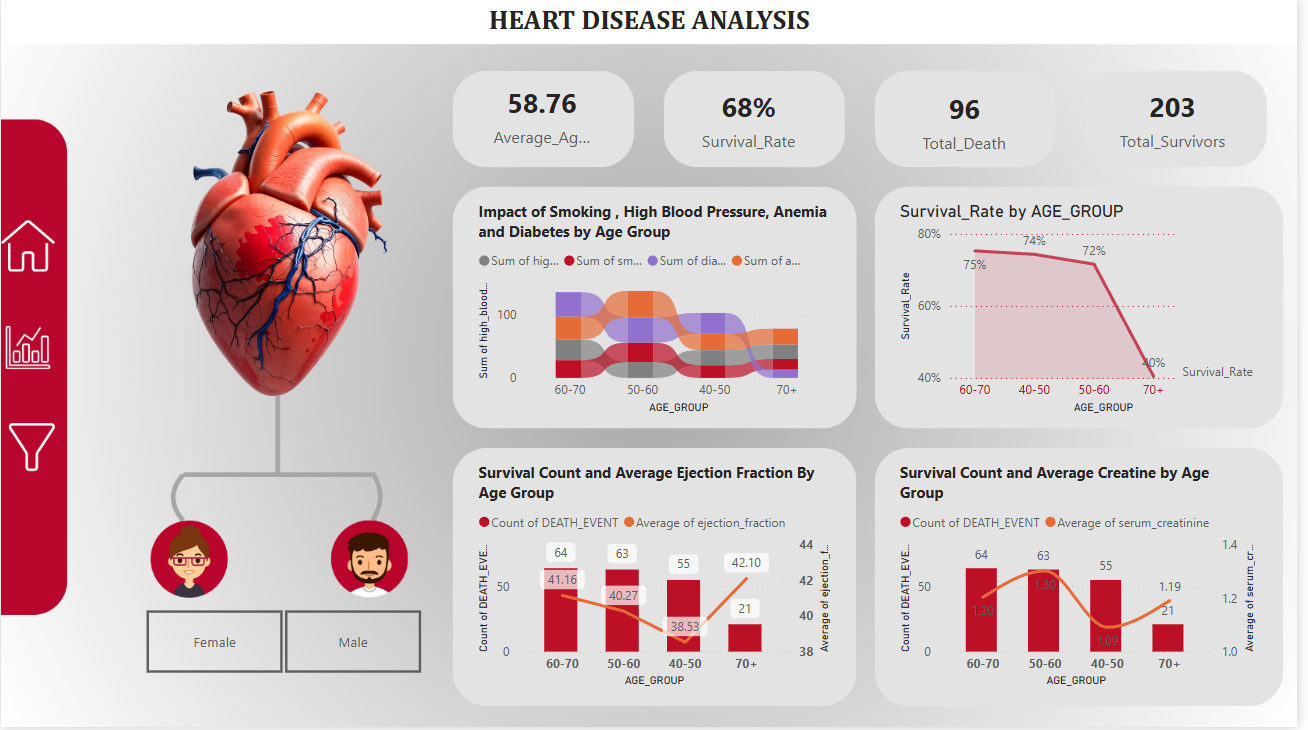 HEART DISEASE ANALYSIS
58.76
Average_Ag...
68%
Survival_Rate
96
Total_Death
203
Total_Survivors
Impact of Smoking , High Blood Pressure, Anemia
and Diabetes by Age Group
Sum of hig... Sum of sm... Sum of dia... Sum of a...
Sum of high_blood...
100
0
60-70 50-60 40-50 70+
AGE_GROUP
Survival_Rate by AGE_GROUP
Survival_Rate
80%
60%
40%
75% 74% 72% 40%
Survival_Rate
60-70 40-50 50-60 70+
AGE_GROUP
Survival Count and Average Ejection Fraction By
Age Group
Count of DEATH_EVENT Average of ejection_fraction
Count of DEATH_EVE...
50
0
64 63 55 21
41.16 40.27 38.53 42.10
44
42
40
38
Average of ejection_f...
60-70 50-60 40-50 70+
AGE_GROUP
Survival Count and Average Creatine by Age
Group
Count of DEATH_EVENT Average of serum_creatinine
Count of DEATH_EVE...
50
0
64 63 55 21
1.20 1.30 1.09 1.19
1.4
1.2
1.0
Average of serum_cr...
60-70 50-60 40-50 70+
AGE_GROUP
Female
Male